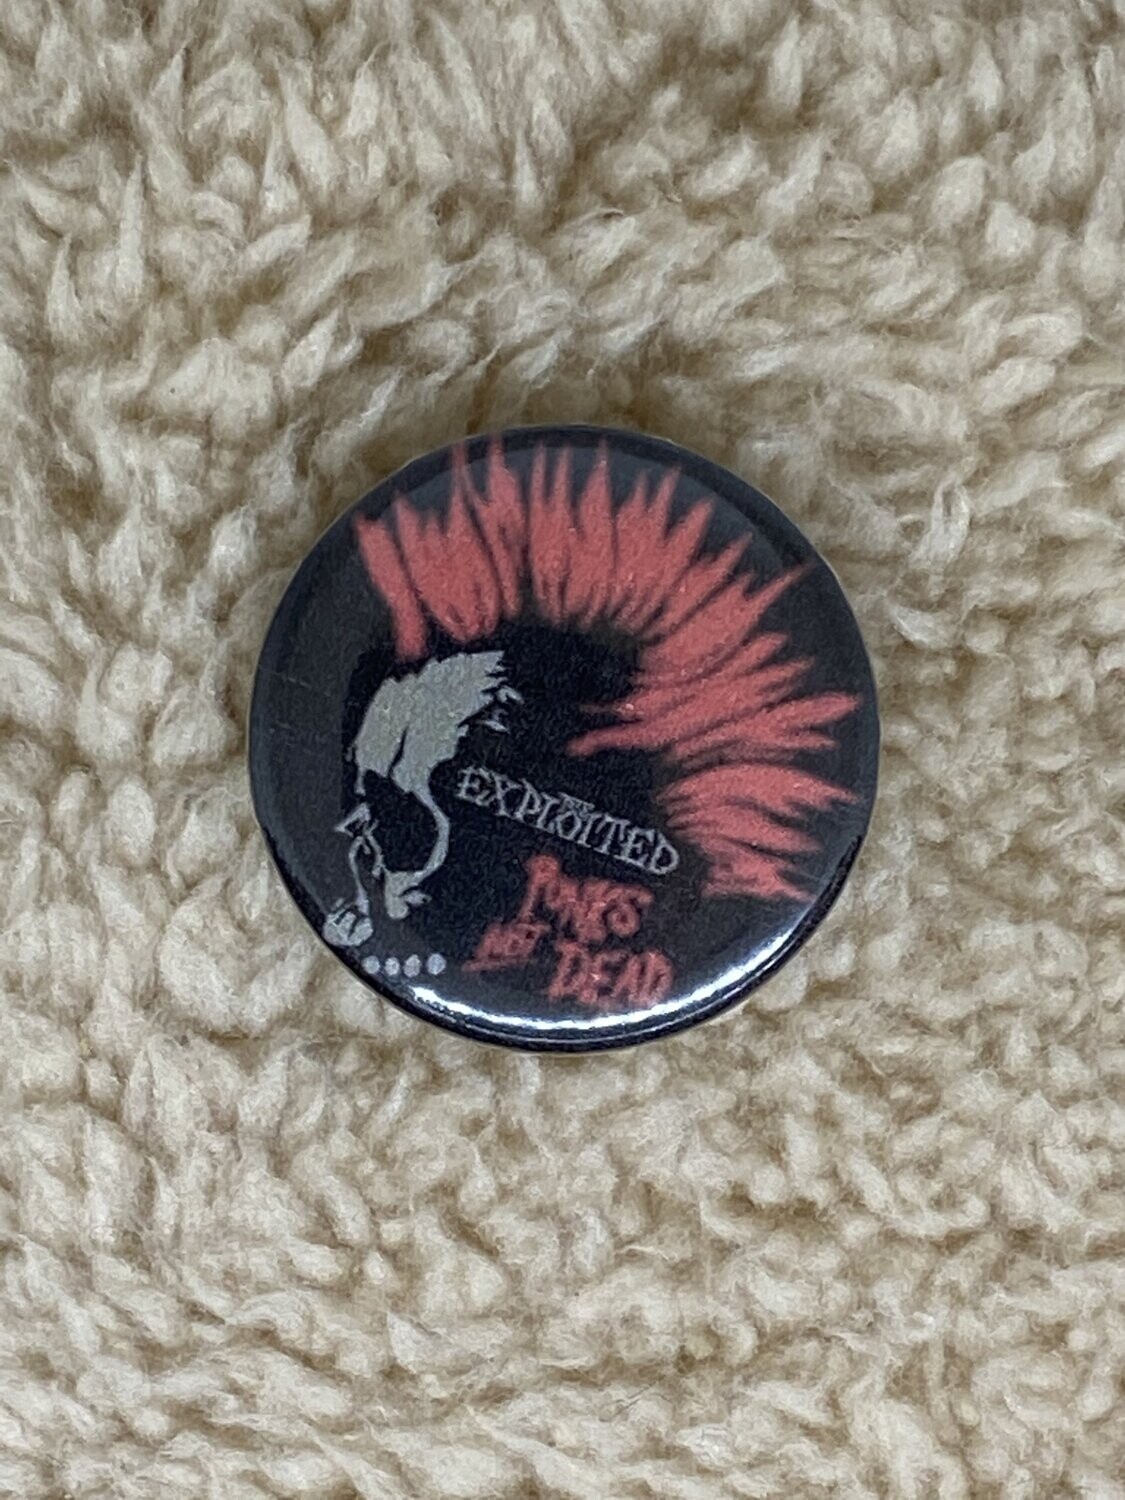 THE
EXPLOITED
PUNKS
NOT DEAD